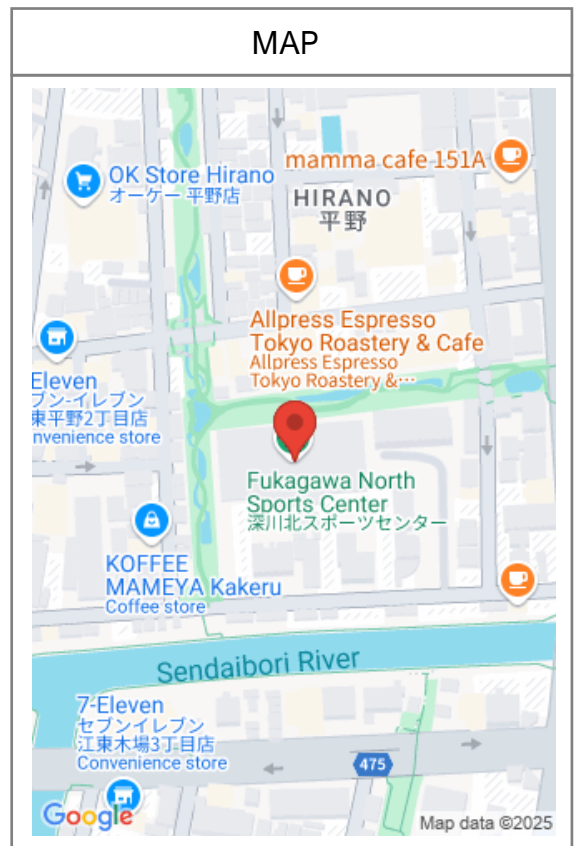 MAP
OK Store Hirano
オーケー 平野店
mamma cafe 151A
HIRANO
平野
Allpress Espresso
Tokyo Roastery & Cafe
Allpress Espresso
Tokyo Roastery &…
Eleven
ブン-イレブン
東平野2丁目店
nvenience store
Fukagawa North
Sports Center
深川北スポーツセンター
KOFFEE
MAMEYA Kakeru
Coffee store
Sendaibori River
7-Eleven
セブンイレブン
江東木場3丁目店
Convenience store
475
Google
Map data ©2025